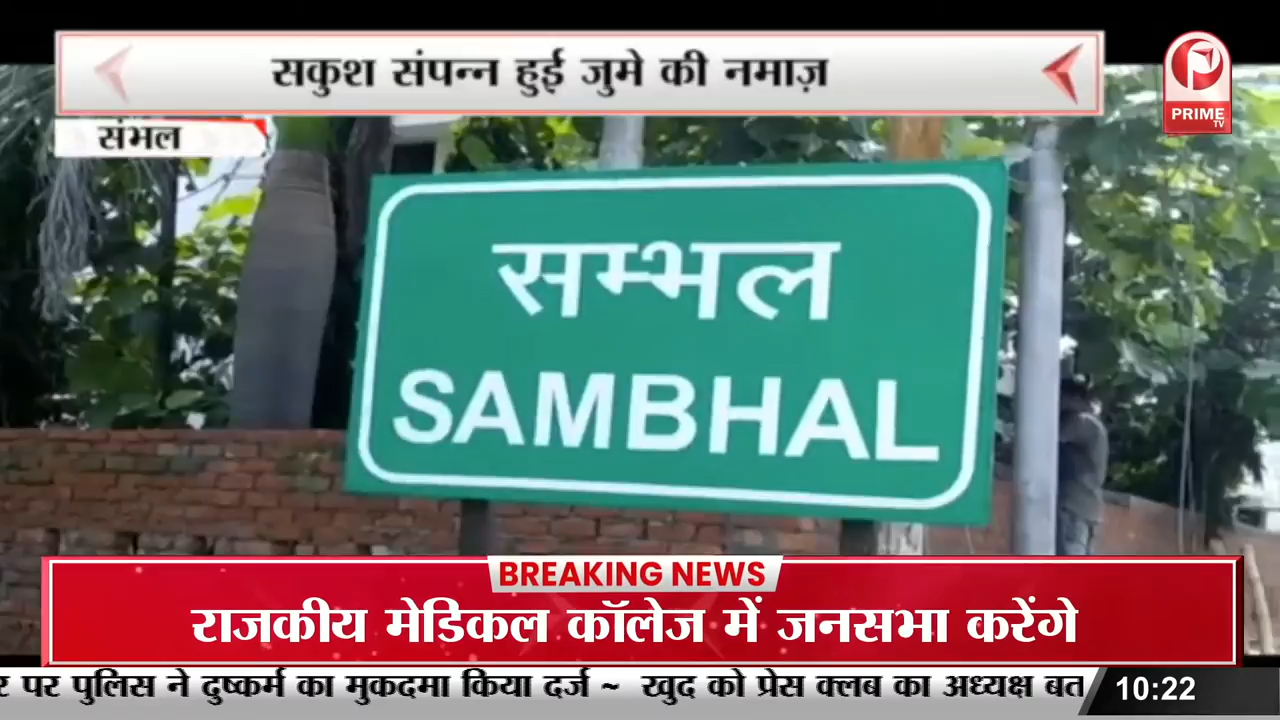 सकुश संपन्न हुई जुमे की नमाज़
PRIME
TV
संभल
सम्भल
SAMBHAL
BREAKING NEWS
राजकीय मेडिकल कॉलेज में जनसभा करेंगे
र पर पुलिस ने दुष्कर्म का मुकदमा किया दर्ज ~ खुद को प्रेस क्लब का अध्यक्ष बत
10:22